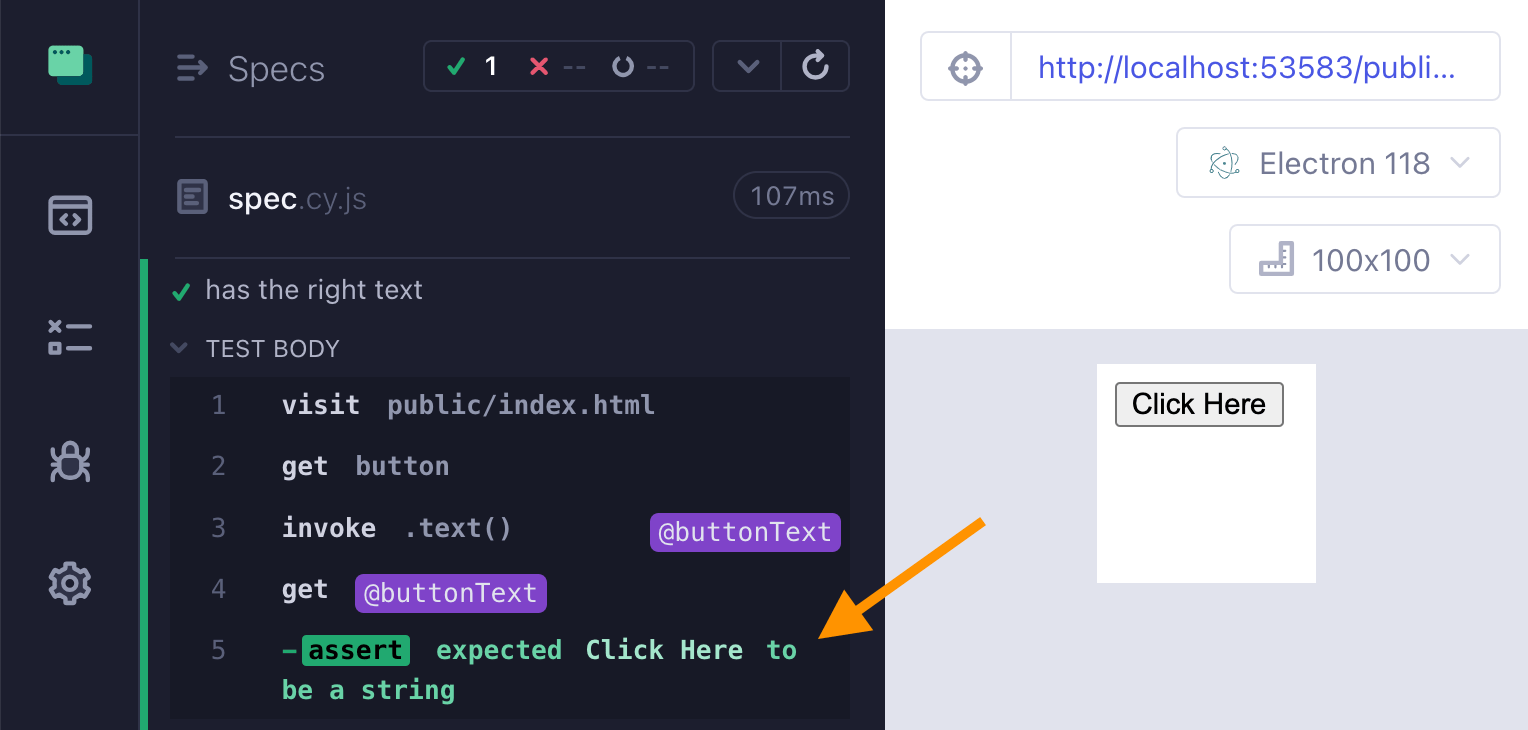 Specs
1
--
--
spec.cy.js
107ms
has the right text
TEST BODY
1 visit public/index.html
2 get button
3 invoke .text() @buttonText
4 get @buttonText
5 -assert expected Click Here to
be a string
http://localhost:53583/publi...
Electron 118
100x100
Click Here